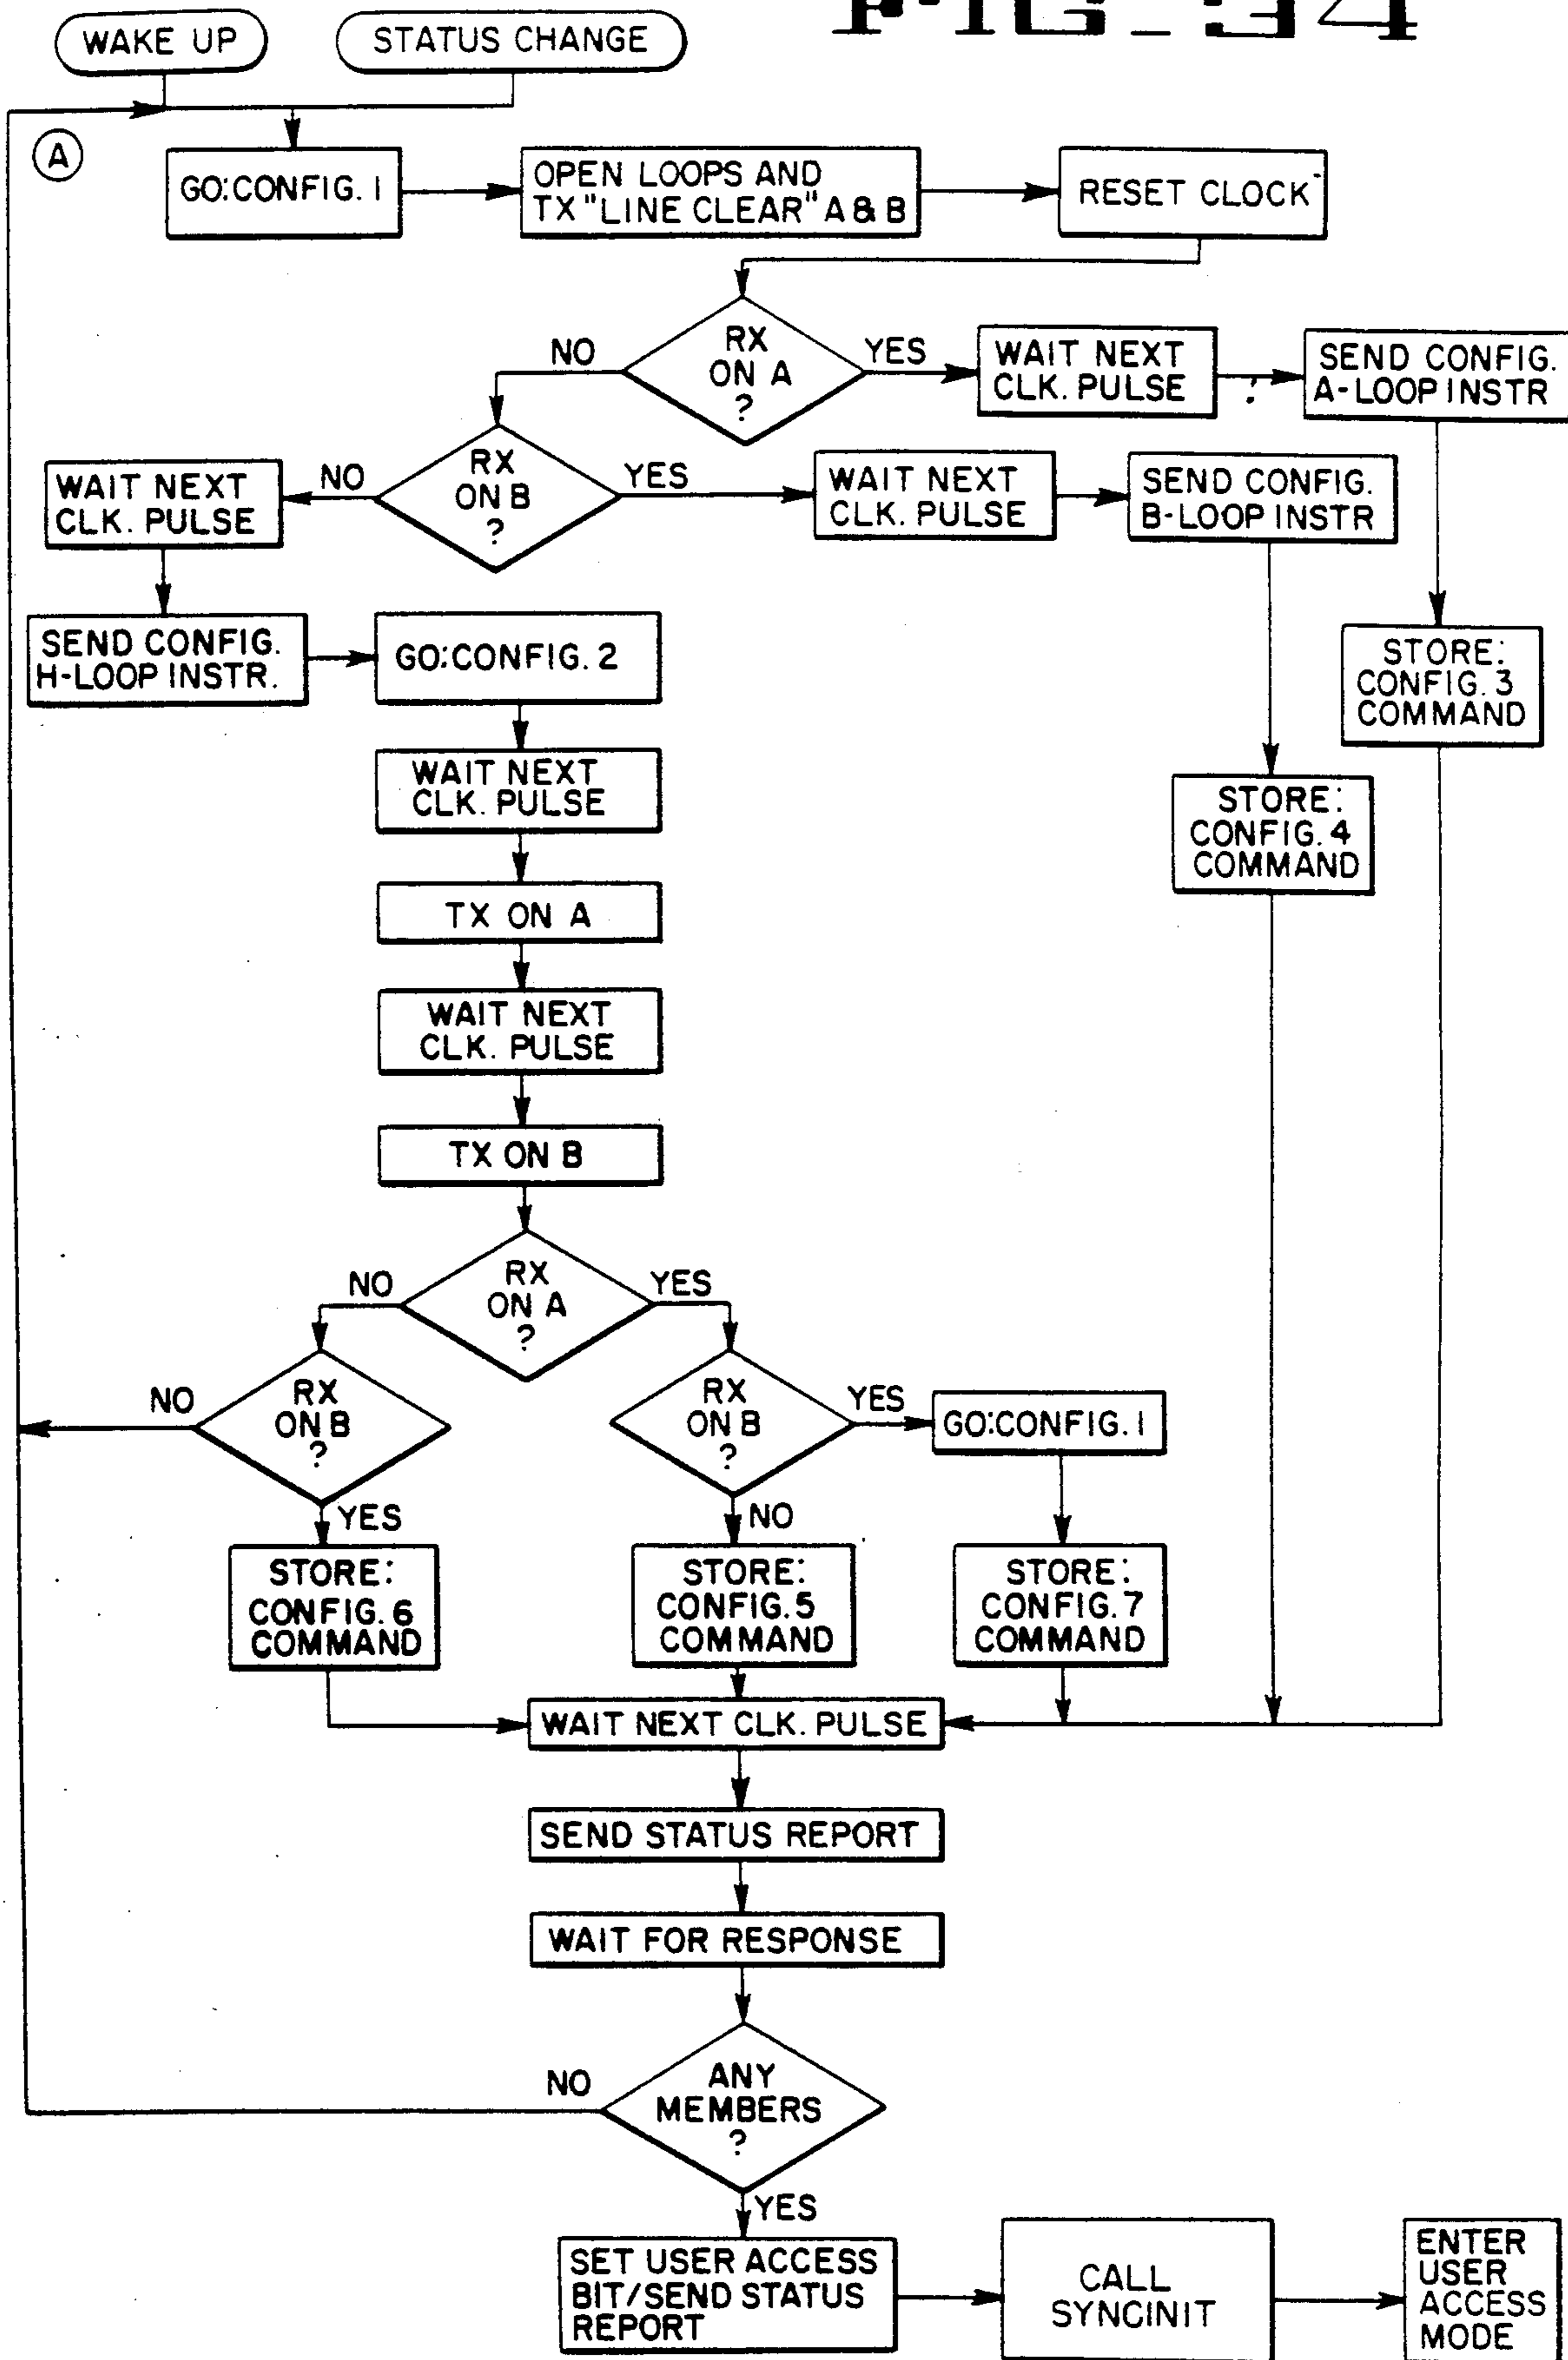 FIG_34
WAKE UP
STATUS CHANGE
A
GO:CONFIG. 1
OPEN LOOPS AND
TX "LINE CLEAR" A & B
RESET CLOCK
RX
ON A
?
NO
YES
WAIT NEXT
CLK. PULSE
SEND CONFIG.
A-LOOP INSTR
RX
ON B
?
NO
YES
WAIT NEXT
CLK. PULSE
WAIT NEXT
CLK. PULSE
SEND CONFIG.
B-LOOP INSTR
SEND CONFIG.
H-LOOP INSTR.
GO:CONFIG. 2
STORE:
CONFIG. 3
COMMAND
WAIT NEXT
CLK. PULSE
STORE:
CONFIG. 4
COMMAND
TX ON A
WAIT NEXT
CLK. PULSE
TX ON B
RX
ON A
?
NO
YES
RX
ON B
?
NO
YES
RX
ON B
?
YES
NO
GO:CONFIG. 1
STORE:
CONFIG. 6
COMMAND
STORE:
CONFIG. 5
COMMAND
STORE:
CONFIG. 7
COMMAND
WAIT NEXT CLK. PULSE
SEND STATUS REPORT
WAIT FOR RESPONSE
ANY
MEMBERS
?
NO
YES
SET USER ACCESS
BIT/SEND STATUS
REPORT
CALL
SYNCINIT
ENTER
USER
ACCESS
MODE